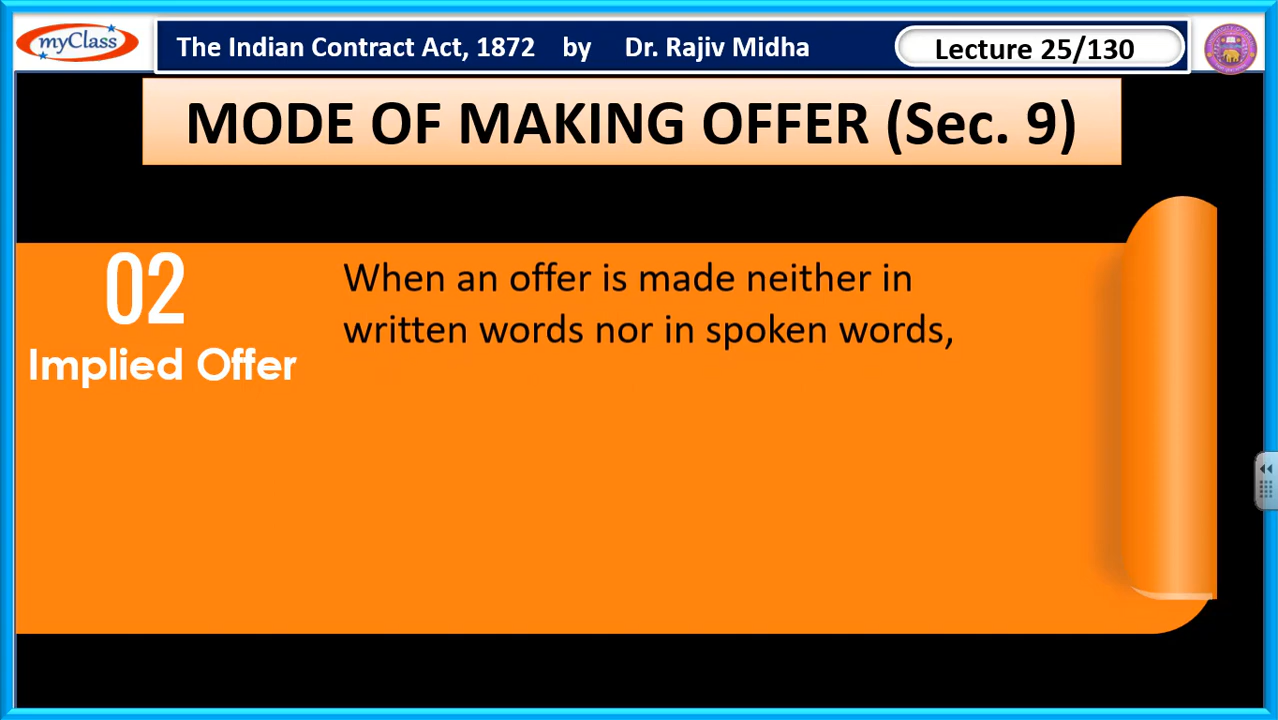 myClass
The Indian Contract Act, 1872 by Dr. Rajiv Midha
Lecture 25/130
MODE OF MAKING OFFER (Sec. 9)
02
Implied Offer
When an offer is made neither in
written words nor in spoken words,